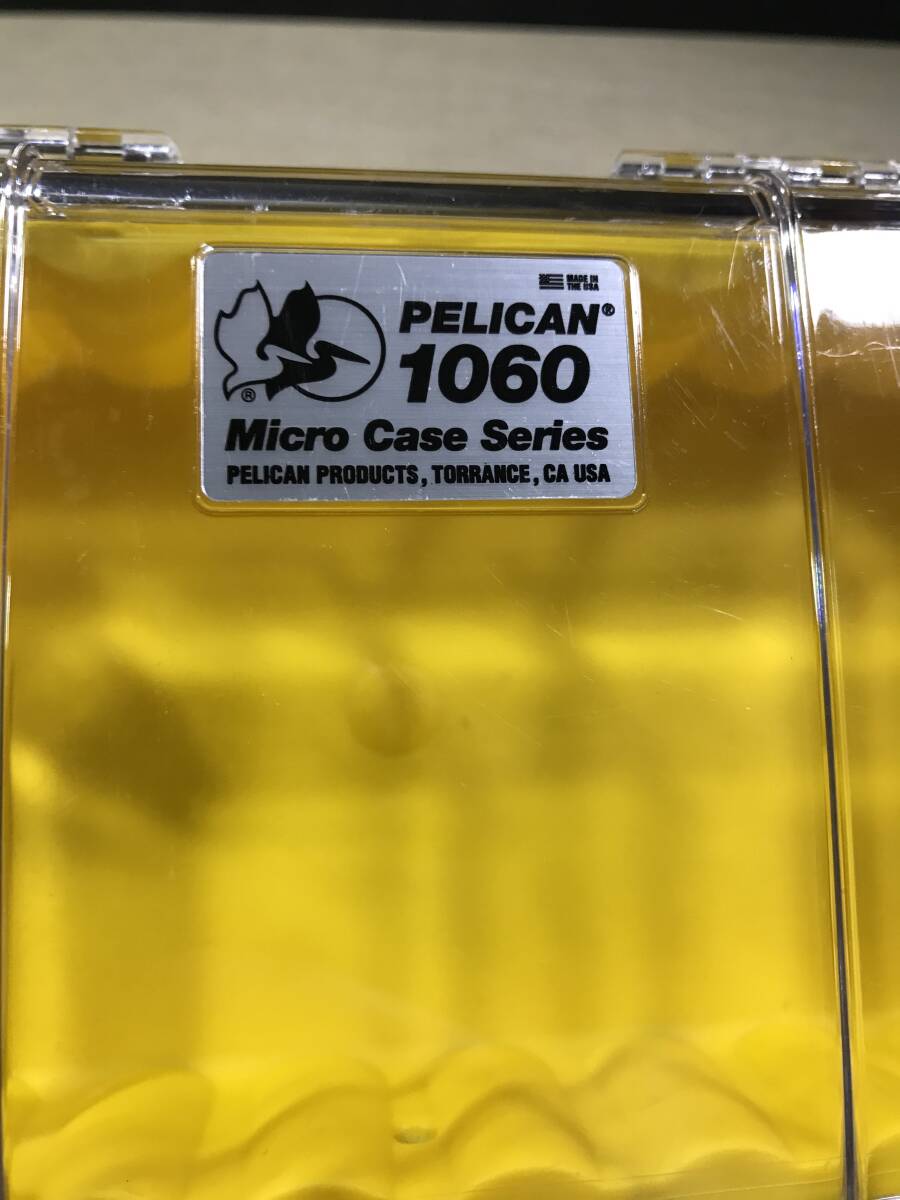 MADE IN
THE USA
PELICAN®
1060
®
Micro Case Series
PELICAN PRODUCTS, TORRANCE, CA USA